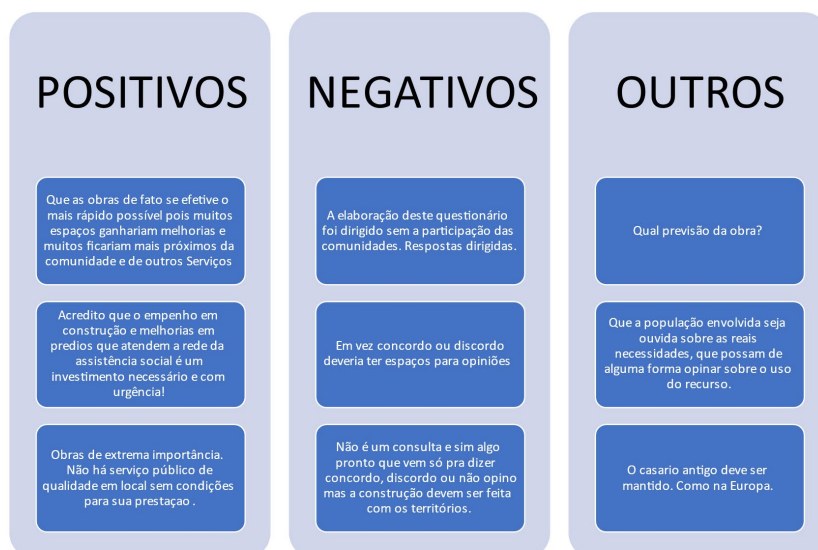 POSITIVOS
Que as obras de fato se efetive o
mais rápido possível pois muitos
espaços ganhariam melhorias e
muitos ficariam mais próximos da
comunidade e de outros Serviços
Acredito que o empenho em
construção e melhorias em
predios que atendem a rede da
assistência social é um
investimento necessário e com
urgência!
Obras de extrema importância.
Não há serviço público de
qualidade em local sem condições
para sua prestaçao .
NEGATIVOS
A elaboração deste questionário
foi dirigido sem a participação das
comunidades. Respostas dirigidas.
Em vez concordo ou discordo
deveria ter espaços para opiniões
Não é um consulta e sim algo
pronto que vem só pra dizer
concordo, discordo ou não opino
mas a construção devem ser feita
com os territórios.
OUTROS
Qual previsão da obra?
Que a população envolvida seja
ouvida sobre as reais
necessidades, que possam de
alguma forma opinar sobre o uso
do recurso.
O casario antigo deve ser
mantido. Como na Europa.